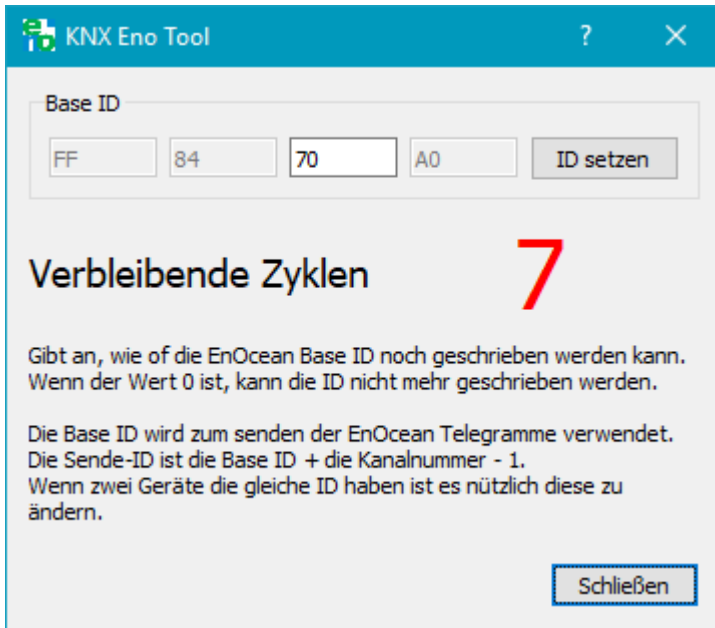 KNX Eno Tool ?
Base ID
FF 84 70 A0 ID setzen
Verbleibende Zyklen 7
Gibt an, wie of die EnOcean Base ID noch geschrieben werden kann.
Wenn der Wert 0 ist, kann die ID nicht mehr geschrieben werden.
Die Base ID wird zum senden der EnOcean Telegramme verwendet.
Die Sende-ID ist die Base ID + die Kanalnummer - 1.
Wenn zwei Geräte die gleiche ID haben ist es nützlich diese zu
ändern.
Schließen